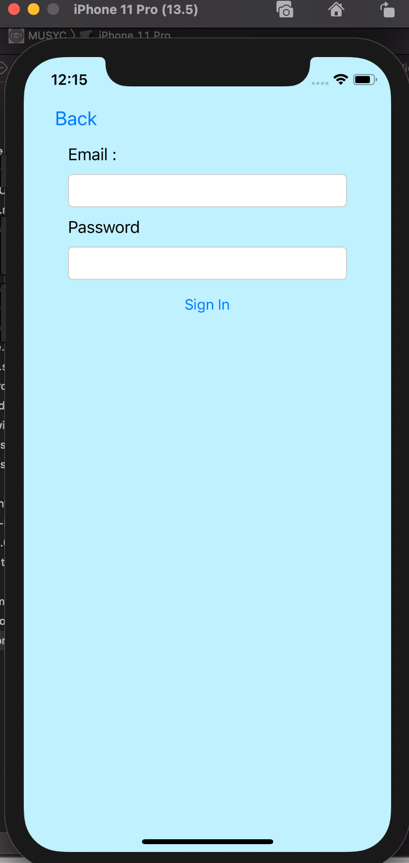 iPhone 11 Pro (13.5)
MUSYC 〉 iPhone 11 Pro
12:15
Back
Email :
Password
Sign In